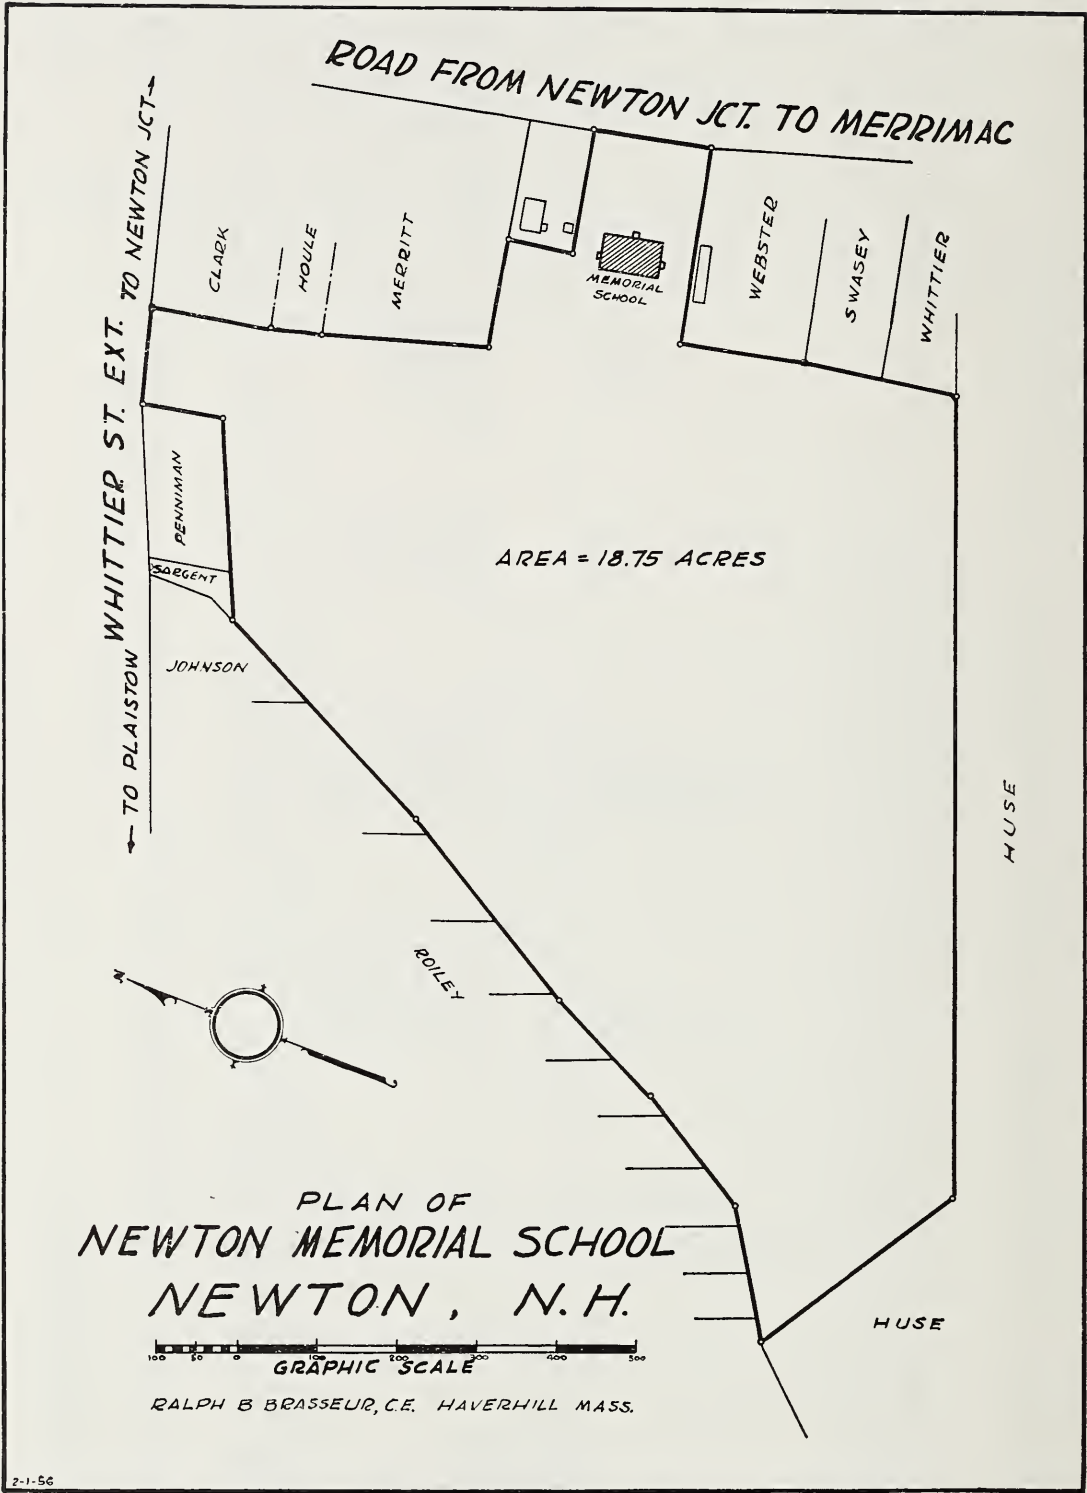 ROAD FROM NEWTON JCT. TO MERRIMAC
← TO PLAISTOW WHITTIER ST. EXT. TO NEWTON JCT→
CLARK
HOULE
MERRITT
MEMORIAL
SCHOOL
WEBSTER
SWASEY
WHITTIER
PENNIMAN
SARGENT
JOHNSON
AREA = 18.75 ACRES
HUSE
ROILEY
N
PLAN OF
NEWTON MEMORIAL SCHOOL
NEWTON, N.H.
100 50 0 100 200 300 400 500
GRAPHIC SCALE
RALPH B BRASSEUR, C.E. HAVERHILL MASS.
HUSE
2-1-56